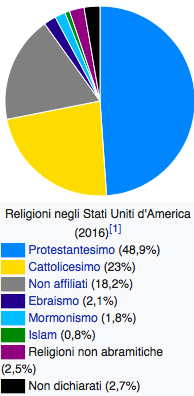 Religioni negli Stati Uniti d'America
(2016)[1]
Protestantesimo (48,9%)
Cattolicesimo (23%)
Non affiliati (18,2%)
Ebraismo (2,1%)
Mormonismo (1,8%)
Islam (0,8%)
Religioni non abramitiche
(2,5%)
Non dichiarati (2,7%)